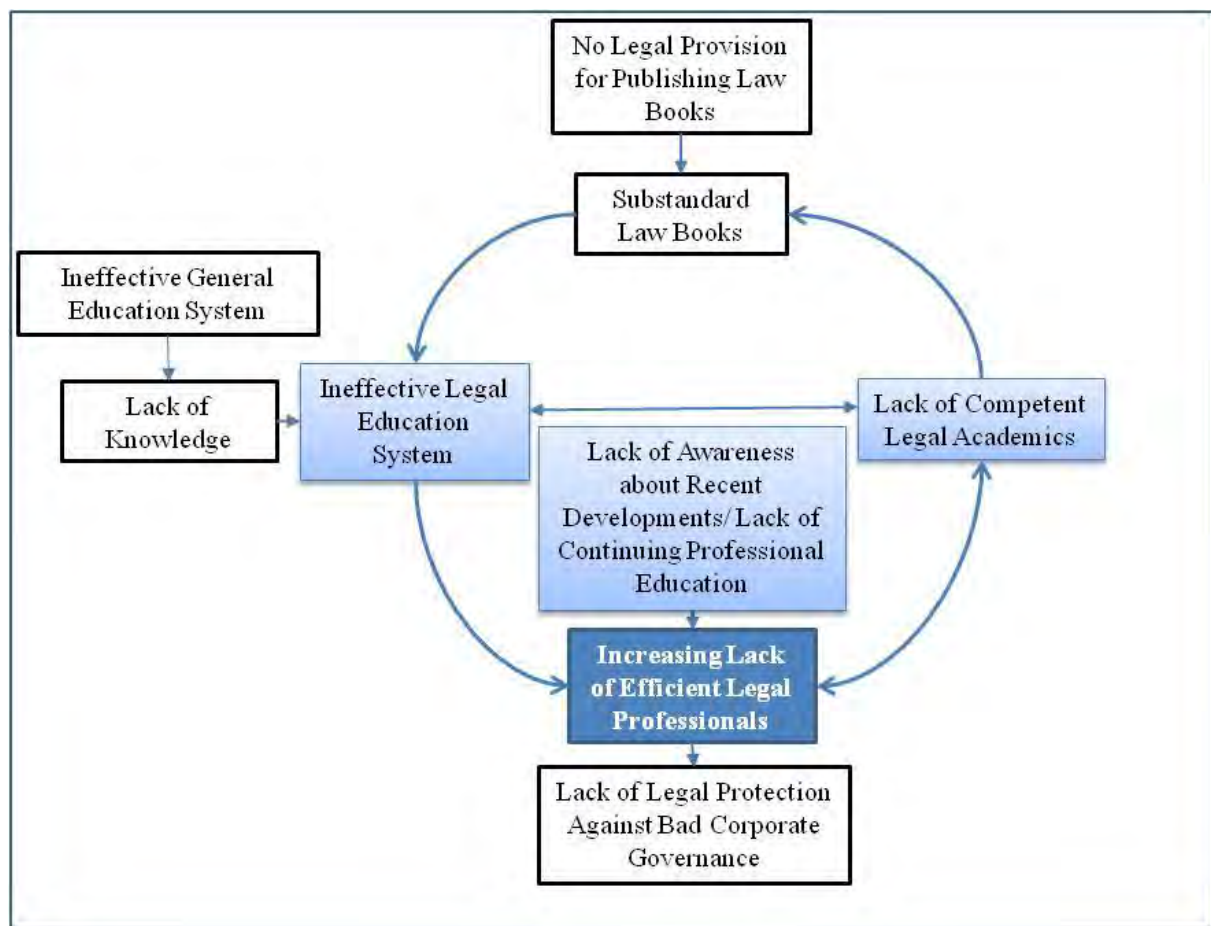 No Legal Provision
for Publishing Law
Books
Substandard
Law Books
Ineffective General
Education System
Lack of
Knowledge
Ineffective Legal
Education
System
Lack of Competent
Legal Academics
Lack of Awareness
about Recent
Developments/ Lack of
Continuing Professional
Education
Increasing Lack
of Efficient Legal
Professionals
Lack of Legal Protection
Against Bad Corporate
Governance